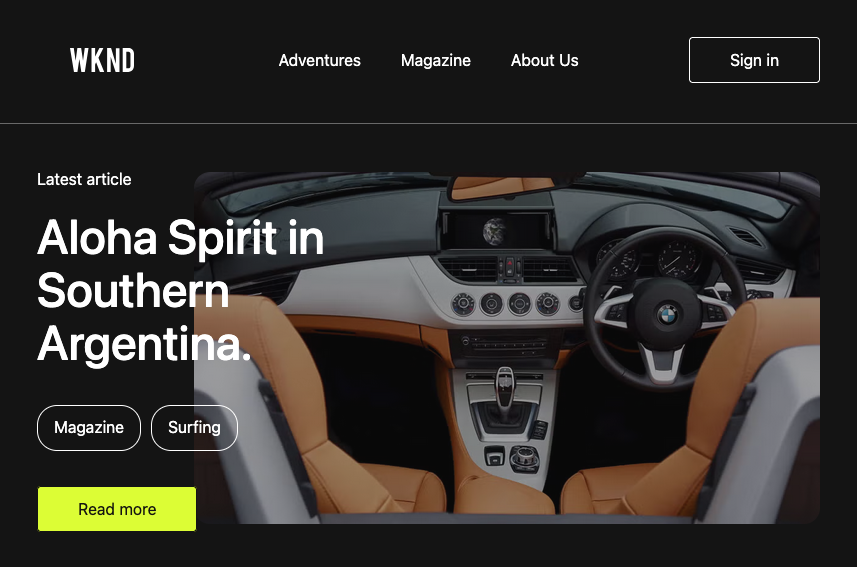 WKND
Adventures
Magazine
About Us
Sign in
Latest article
Aloha Spirit in
Southern
Argentina.
Magazine
Surfing
Read more